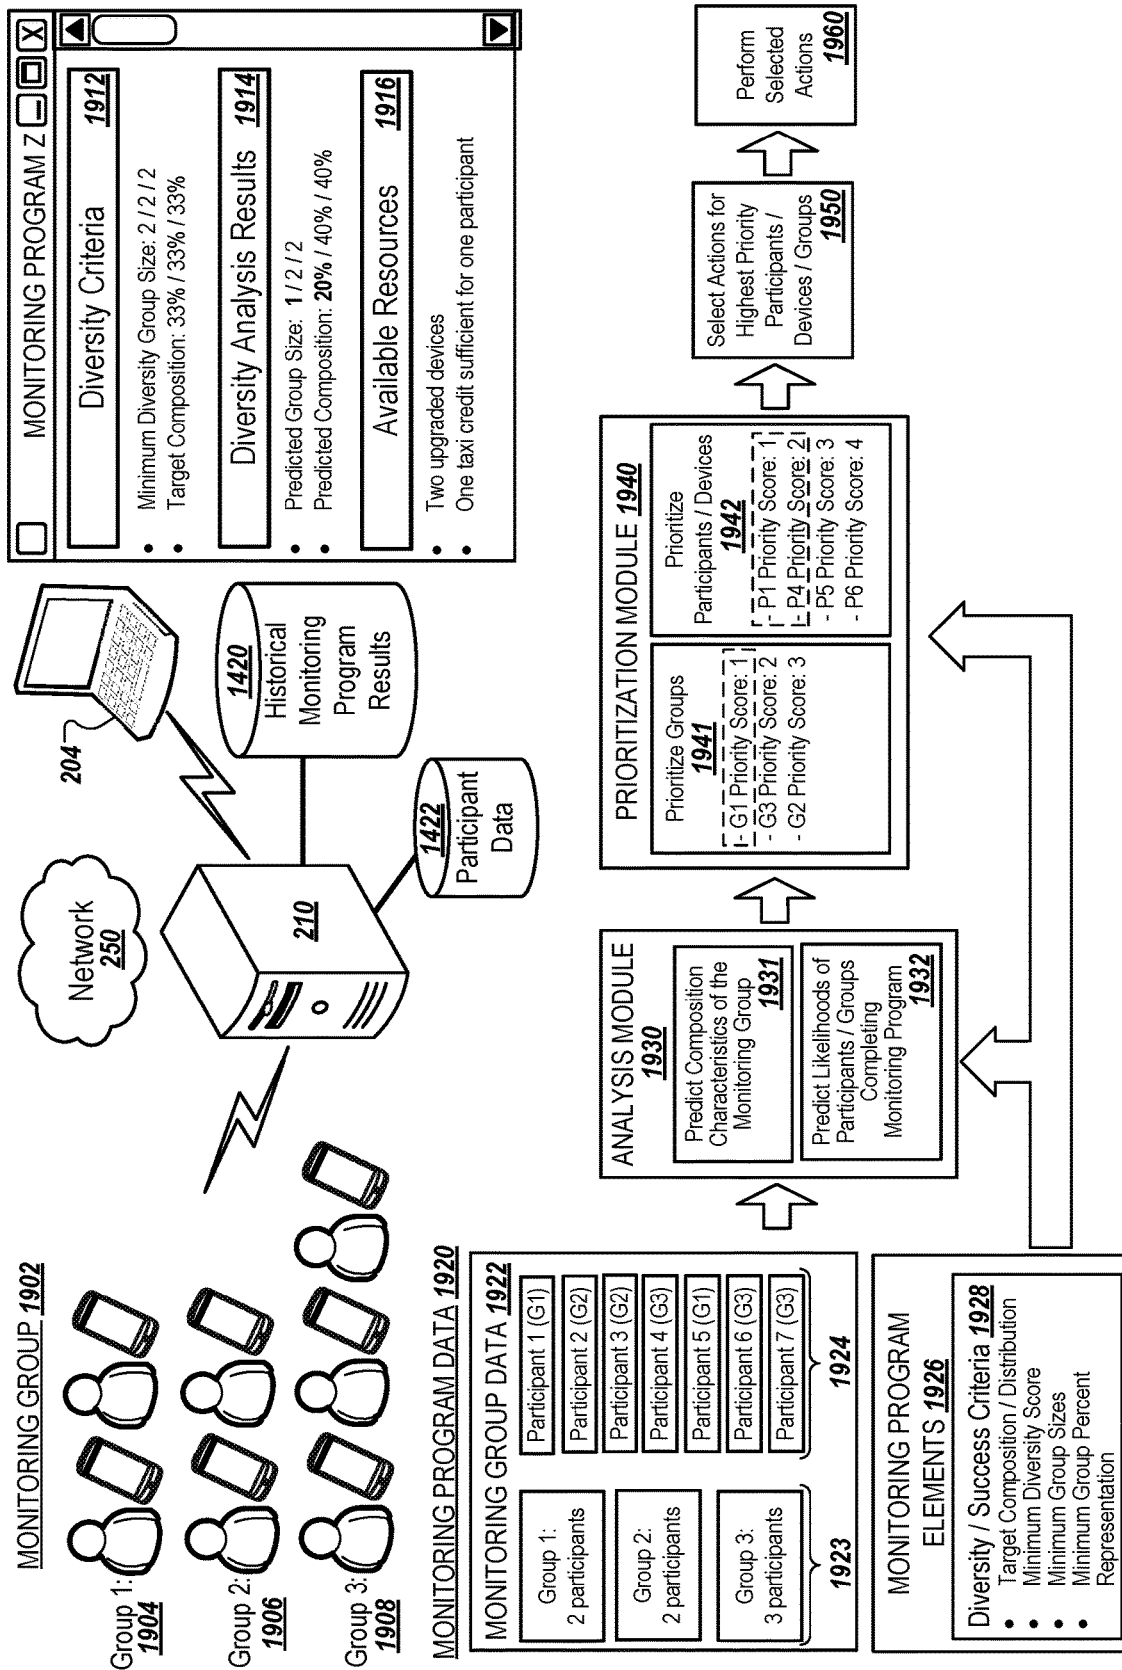 MONITORING GROUP 1902
Group 1:
1904
Group 2:
1906
Group 3:
1908
Network
250
204
210
1420
Historical
Monitoring
Program
Results
1422
Participant
Data
MONITORING PROGRAM Z
X
Diversity Criteria 1912
• Minimum Diversity Group Size: 2 / 2 / 2
• Target Composition: 33% / 33% / 33%
Diversity Analysis Results 1914
• Predicted Group Size: 1 / 2 / 2
• Predicted Composition: 20% / 40% / 40%
Available Resources 1916
• Two upgraded devices
• One taxi credit sufficient for one participant
MONITORING PROGRAM DATA 1920
MONITORING GROUP DATA 1922
Group 1:
2 participants
Group 2:
2 participants
Group 3:
3 participants
1923
Participant 1 (G1)
Participant 2 (G2)
Participant 3 (G2)
Participant 4 (G3)
Participant 5 (G1)
Participant 6 (G3)
Participant 7 (G3)
1924
MONITORING PROGRAM
ELEMENTS 1926
Diversity / Success Criteria 1928
• Target Composition / Distribution
• Minimum Diversity Score
• Minimum Group Sizes
• Minimum Group Percent
Representation
ANALYSIS MODULE
1930
Predict Composition
Characteristics of the
Monitoring Group
1931
Predict Likelihoods of
Participants / Groups
Completing
Monitoring Program
1932
PRIORITIZATION MODULE 1940
Prioritize Groups
1941
- G1 Priority Score: 1
- G3 Priority Score: 2
- G2 Priority Score: 3
Prioritize
Participants / Devices
1942
- P1 Priority Score: 1
- P4 Priority Score: 2
- P5 Priority Score: 3
- P6 Priority Score: 4
Select Actions for
Highest Priority
Participants /
Devices / Groups
1950
Perform
Selected
Actions
1960